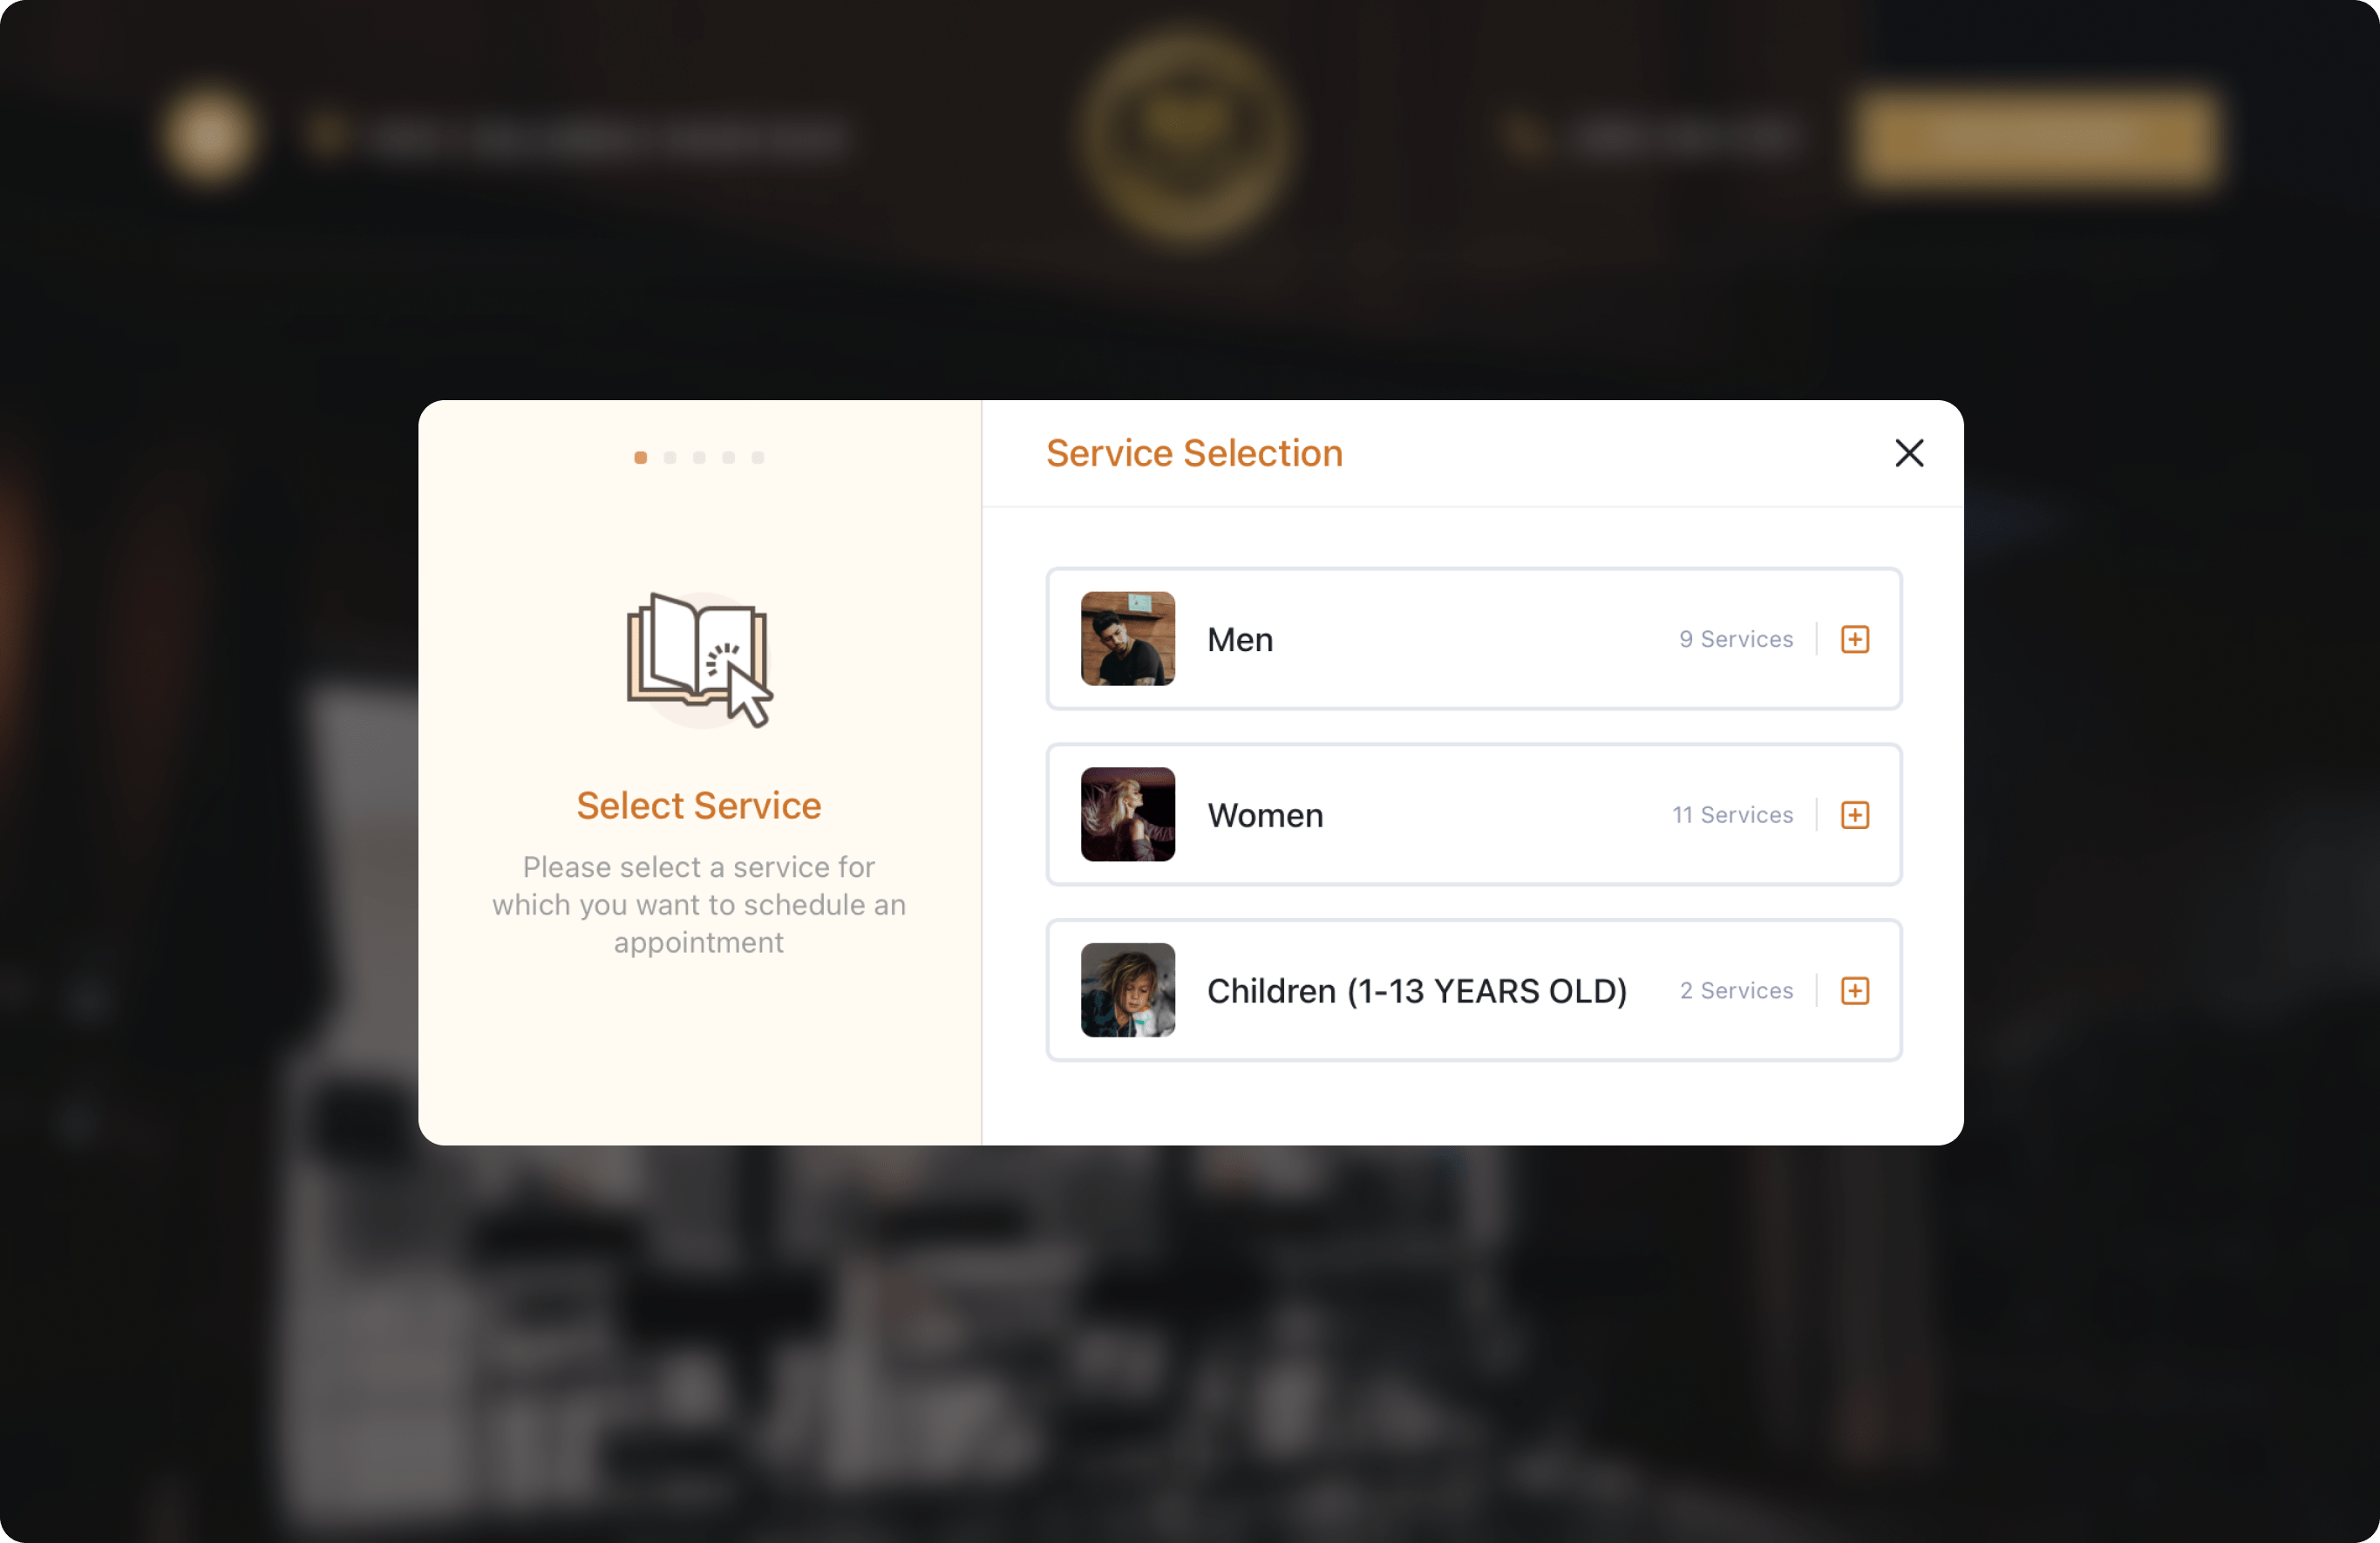 Select Service
Please select a service for
which you want to schedule an
appointment
Service Selection
Men
9 Services
Women
11 Services
Children (1-13 YEARS OLD)
2 Services